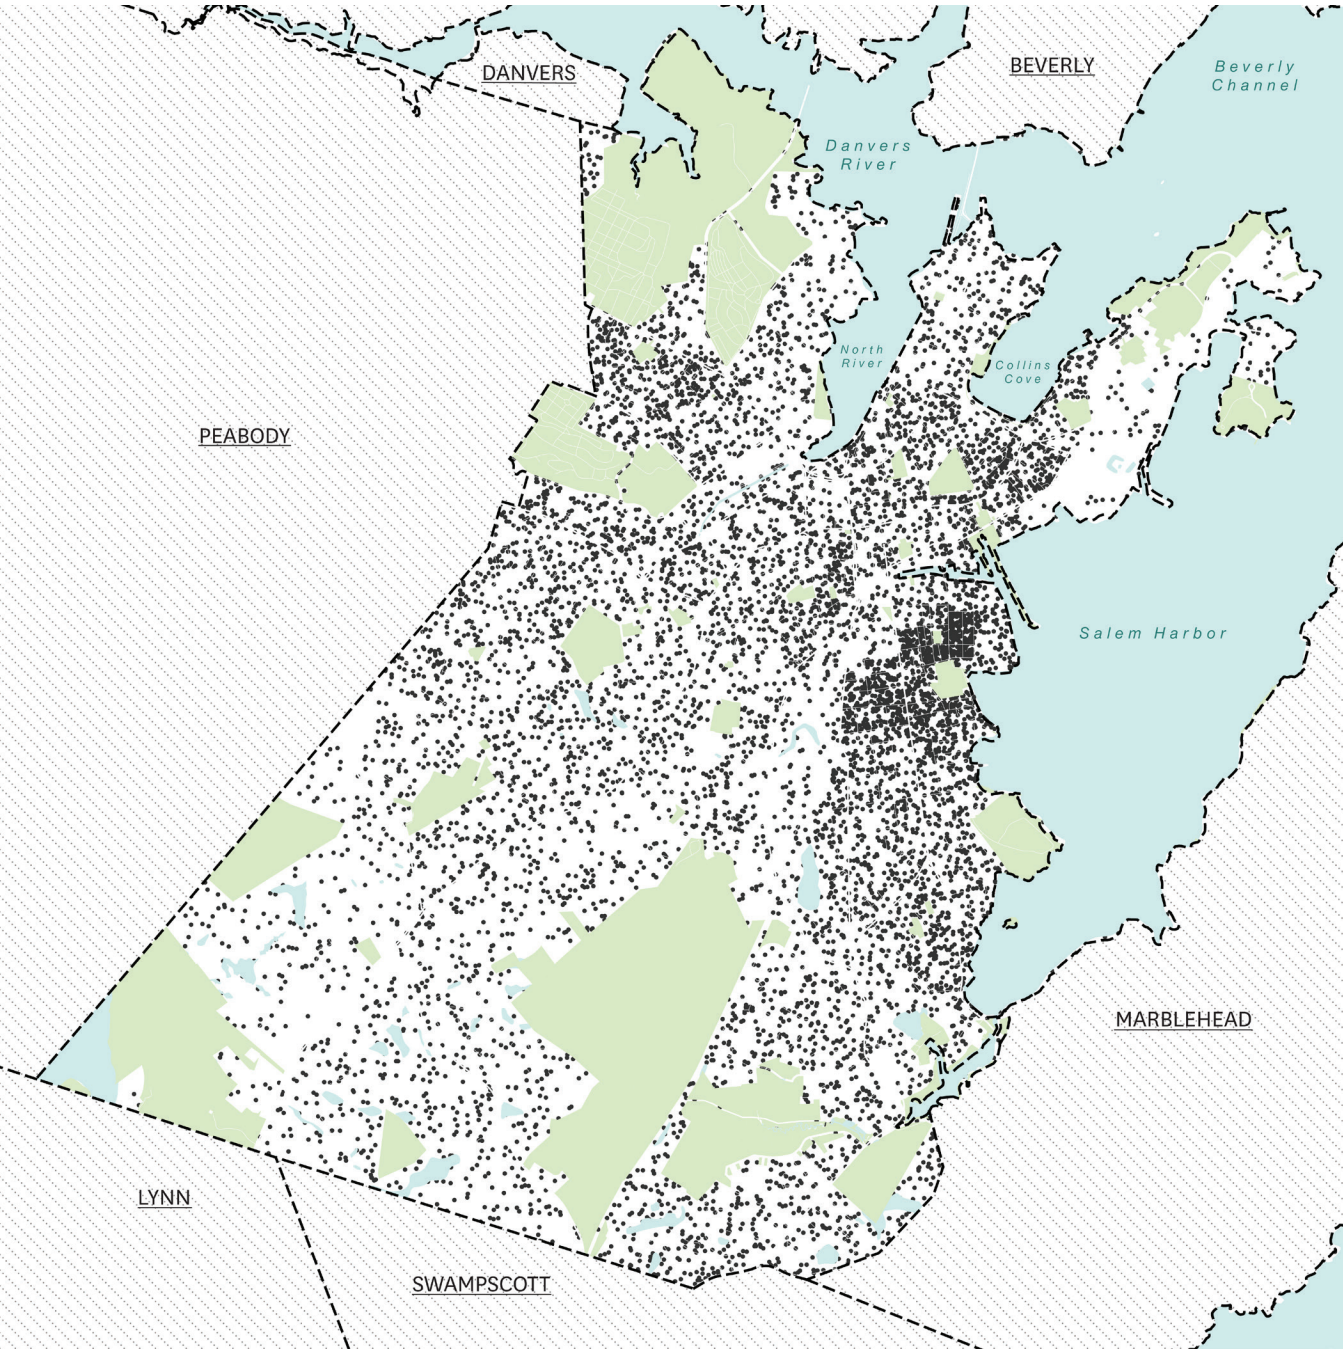 DANVERS
BEVERLY
Beverly
Channel
Danvers
River
North
River
Collins
Cove
PEABODY
Salem Harbor
MARBLEHEAD
LYNN
SWAMPSCOTT